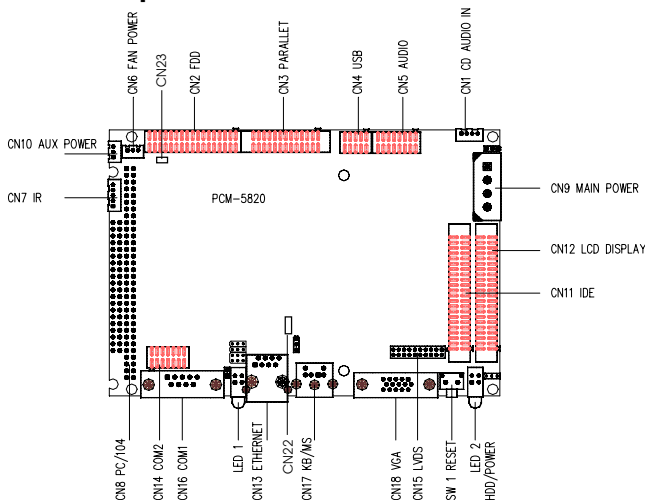 CN6 FAN POWER
CN23
CN2 FDD
CN3 PARALLET
CN4 USB
CN5 AUDIO
CN1 CD AUDIO IN
CN10 AUX POWER
CN7 IR
PCM-5820
CN9 MAIN POWER
CN12 LCD DISPLAY
CN11 IDE
CN8 PC/104
CN14 COM2
CN16 COM1
LED 1
CN13 ETHERNET
CN22
CN17 KB/MS
CN18 VGA
CN15 LVDS
SW 1 RESET
LED 2
HDD/POWER